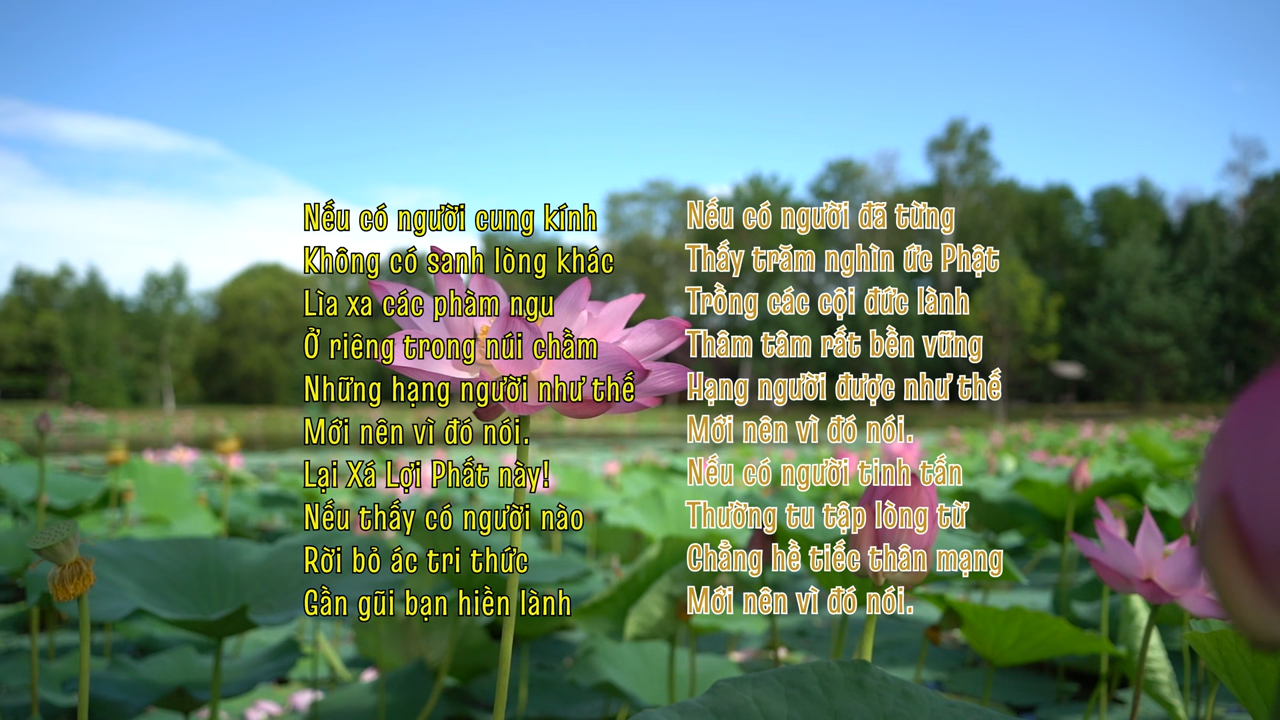 Nếu có người cung kính
Không có sanh lòng khác
Lìa xa các phàm ngu
Ở riêng trong núi chằm
Những hạng người như thế
Mới nên vì đó nói.
Lại Xá Lợi Phất này!
Nếu thấy có người nào
Rời bỏ ác tri thức
Gần gũi bạn hiền lành
Nếu có người đã từng
Thấy trăm nghìn ức Phật
Trồng các cội đức lành
Thâm tâm rất bền vững
Hạng người được như thế
Mới nên vì đó nói.
Nếu có người tinh tấn
Thường tu tập lòng từ
Chẳng hề tiếc thân mạng
Mới nên vì đó nói.